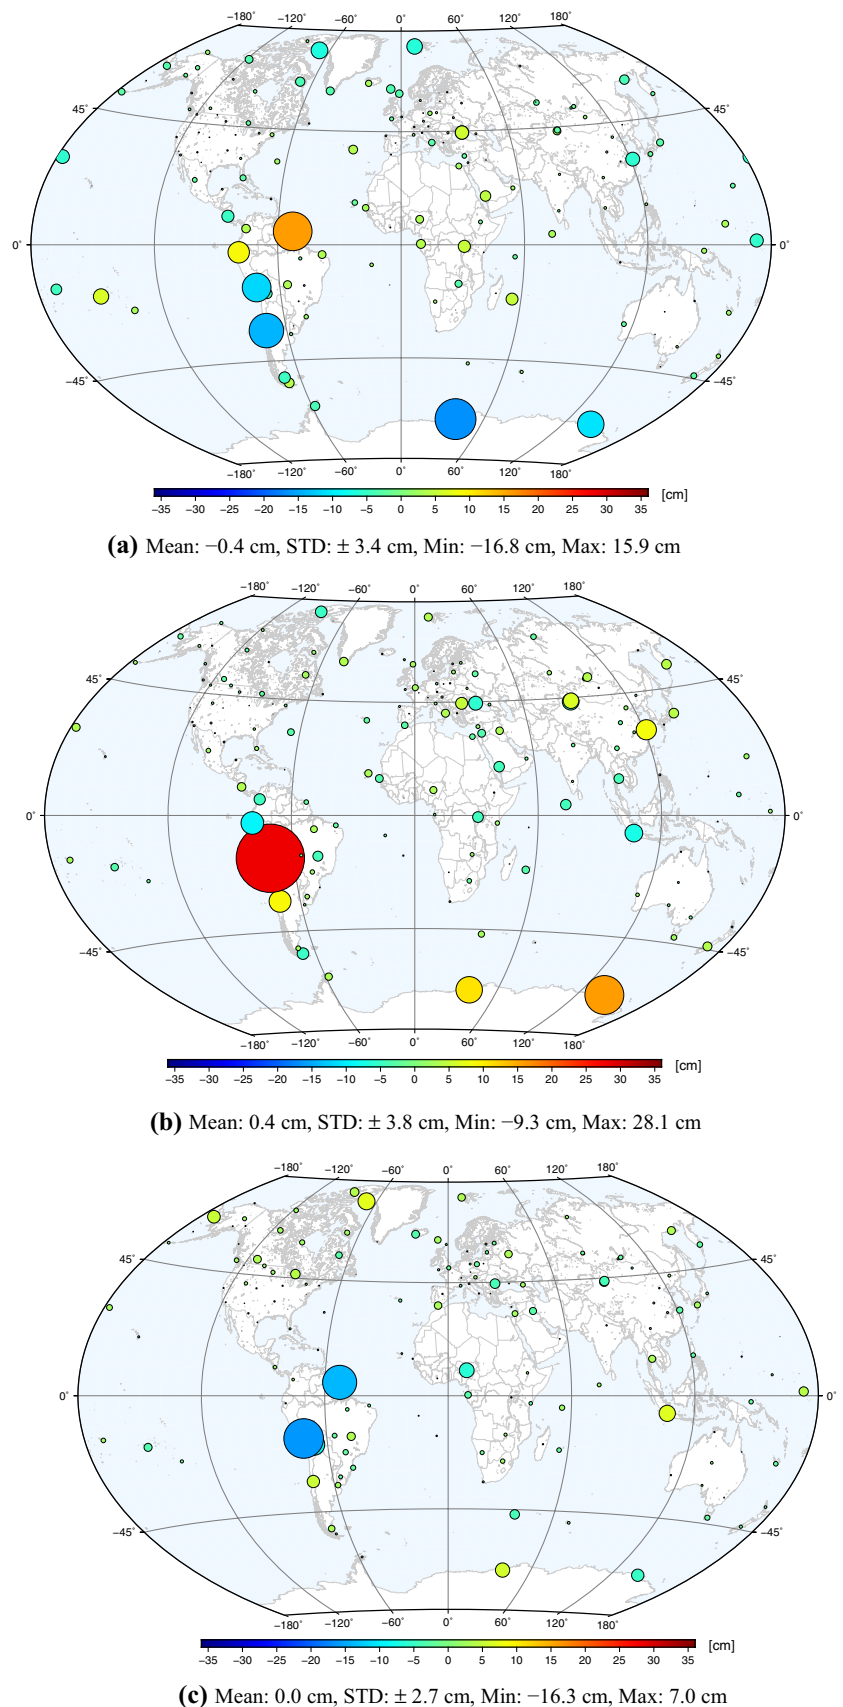 −180° −120° −60° 0° 60° 120° 180°
45° 45°
0° 0°
−45° −45°
−180° −120° −60° 0° 60° 120° 180°
−35 −30 −25 −20 −15 −10 −5 0 5 10 15 20 25 30 35 [cm]
(a) Mean: −0.4 cm, STD: ± 3.4 cm, Min: −16.8 cm, Max: 15.9 cm
−180° −120° −60° 0° 60° 120° 180°
45° 45°
0° 0°
−45° −45°
−180° −120° −60° 0° 60° 120° 180°
−35 −30 −25 −20 −15 −10 −5 0 5 10 15 20 25 30 35 [cm]
(b) Mean: 0.4 cm, STD: ± 3.8 cm, Min: −9.3 cm, Max: 28.1 cm
−180° −120° −60° 0° 60° 120° 180°
45° 45°
0° 0°
−45° −45°
−180° −120° −60° 0° 60° 120° 180°
−35 −30 −25 −20 −15 −10 −5 0 5 10 15 20 25 30 35 [cm]
(c) Mean: 0.0 cm, STD: ± 2.7 cm, Min: −16.3 cm, Max: 7.0 cm